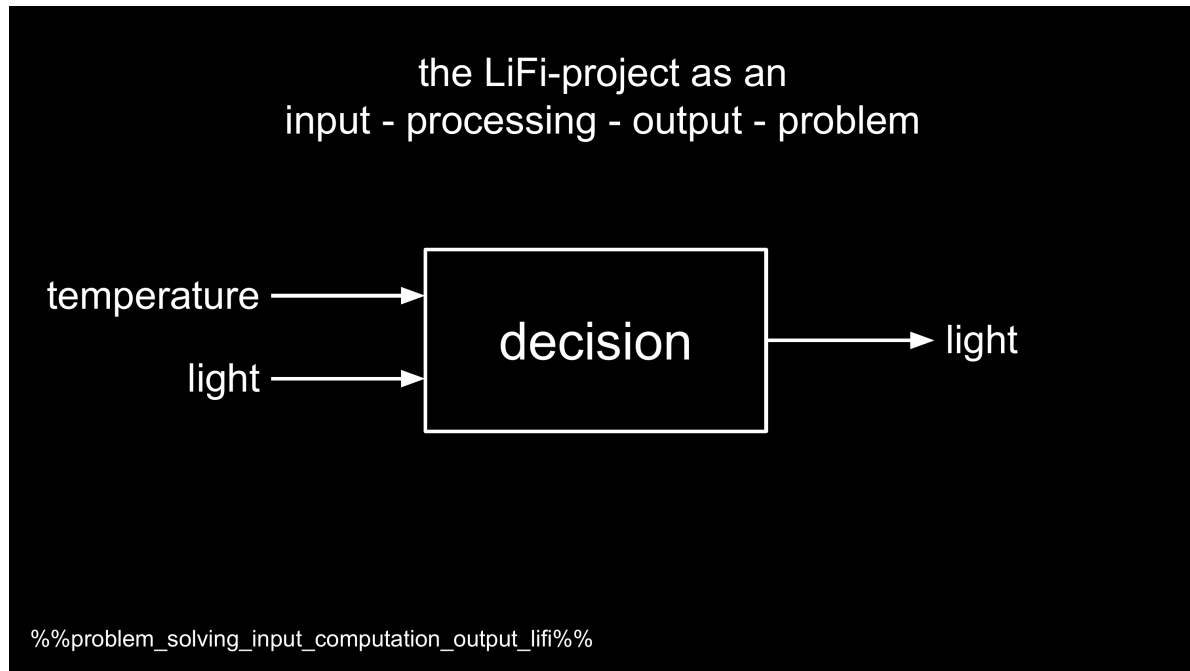 the LiFi-project as an
input - processing - output - problem
temperature
light
decision
light
%%problem_solving_input_computation_output_lifi%%